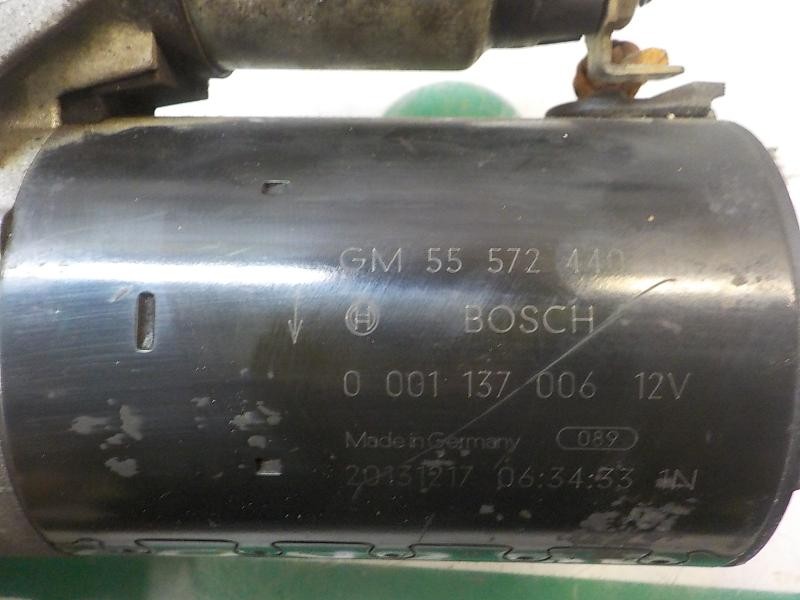 GM 55 572 440
BOSCH
0 001 137 006 12V
Made in Germany 089
20131217 06:34:33 1N